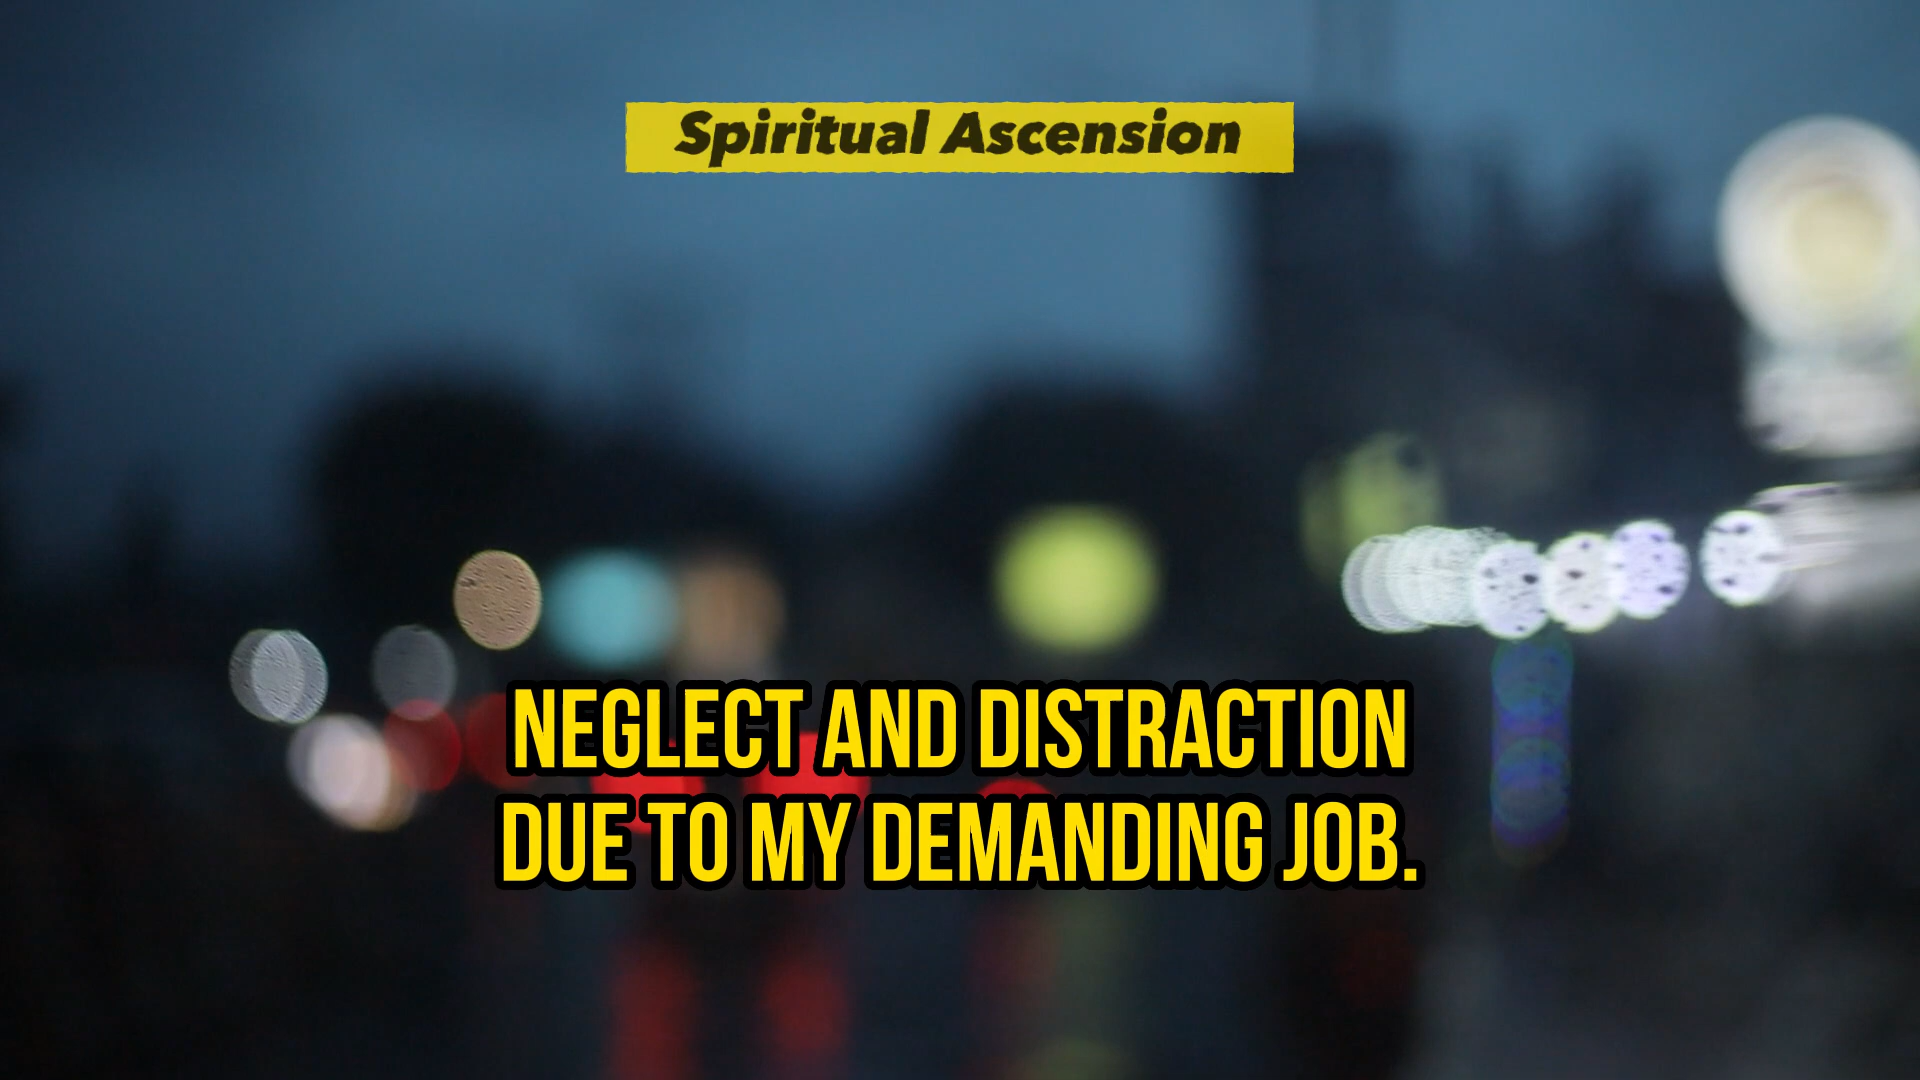 Spiritual Ascension
NEGLECT AND DISTRACTION
DUE TO MY DEMANDING JOB.